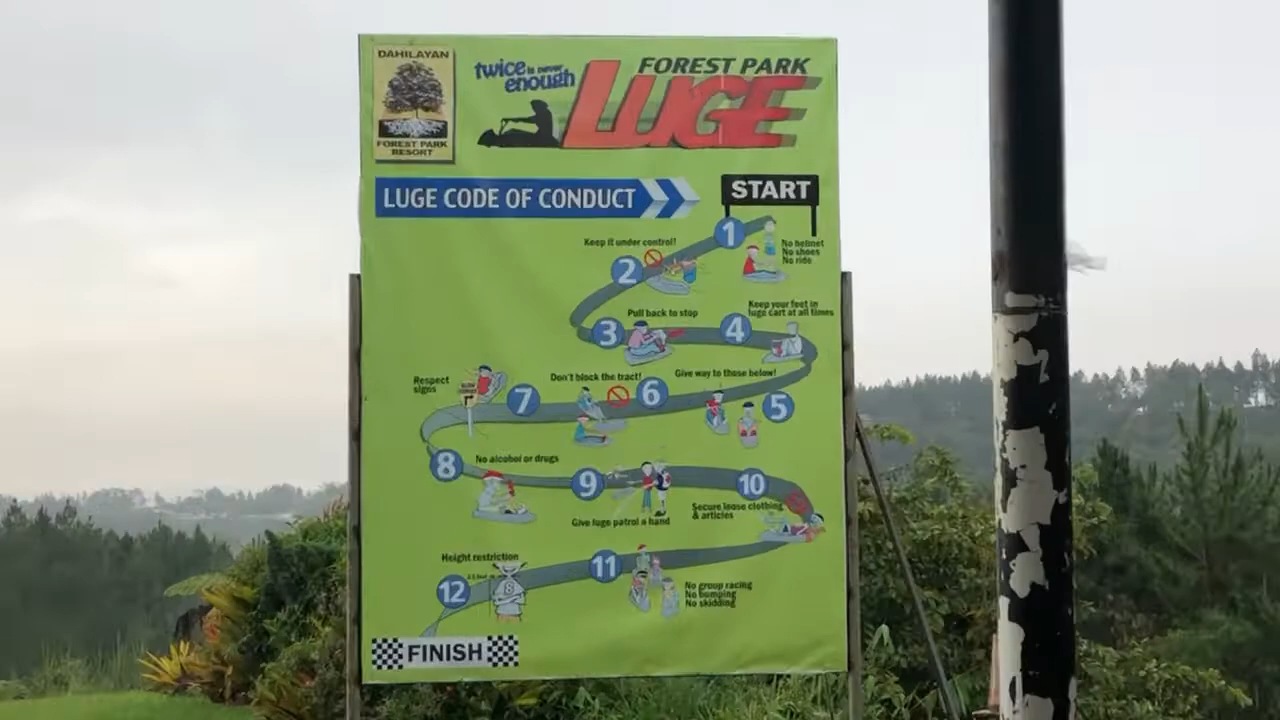 DAHILAYAN
FOREST PARK
RESORT
twice is never
enough
FOREST PARK
LUGE
LUGE CODE OF CONDUCT
START
1
No helmet
No shoes
No ride
Keep it under control!
2
Pull back to stop
3
Keep your feet in
luge cart at all times
4
Give way to those below!
5
Don't block the tract!
6
Respect
signs
7
8
No alcohol or drugs
9
Give luge patrol a hand
10
Secure loose clothing
& articles
11
No group racing
No bumping
No skidding
Height restriction
12
8
FINISH